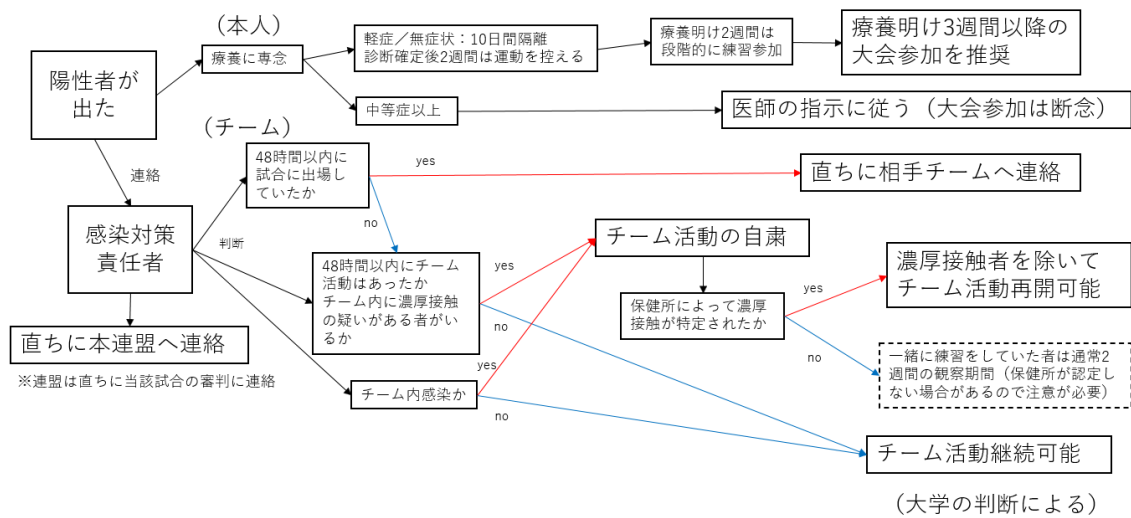 陽性者が
出た
（本人）
療養に専念
軽症／無症状：10日間隔離
診断確定後2週間は運動を控える
療養明け2週間は
段階的に練習参加
療養明け3週間以降の
大会参加を推奨
中等症以上
医師の指示に従う（大会参加は断念）
（チーム）
連絡
48時間以内に
試合に出場し
ていたか
yes
直ちに相手チームへ連絡
no
感染対策
責任者
判断
48時間以内にチーム
活動はあったか
チーム内に濃厚接触
の疑いがある者がい
るか
yes
no
チーム活動の自粛
保健所によって濃厚
接触が特定されたか
yes
濃厚接触者を除いて
チーム活動再開可能
no
一緒に練習をしていた者は通常2
週間の観察期間（保健所が認定し
ない場合があるので注意が必要）
直ちに本連盟へ連絡
※連盟は直ちに当該試合の審判に連絡
チーム内感染か
yes
no
チーム活動継続可能
（大学の判断による）